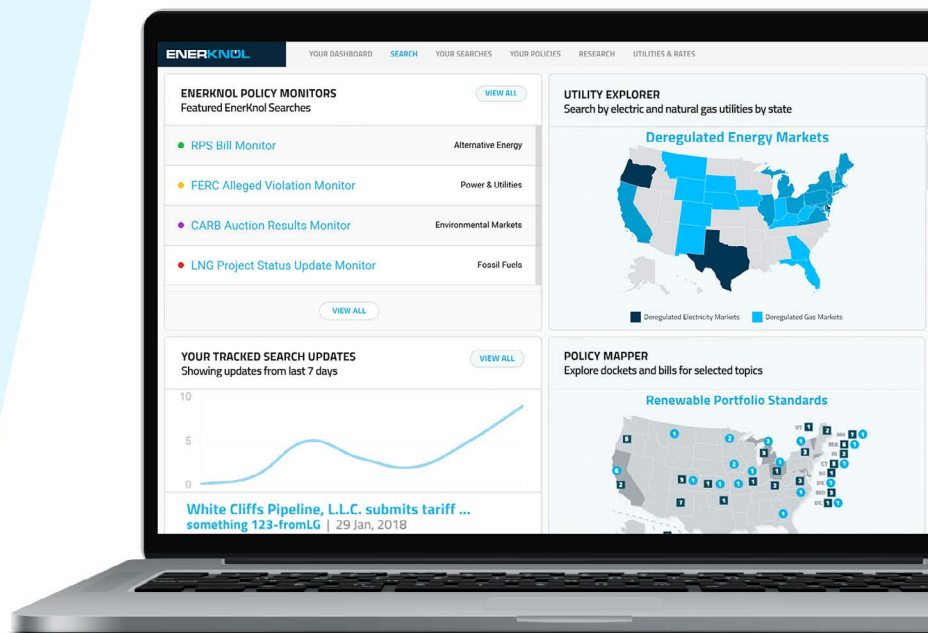 ENERKNOL
YOUR DASHBOARD SEARCH YOUR SEARCHES YOUR POLICIES RESEARCH UTILITIES & RATES
ENERKNOL POLICY MONITORS
Featured EnerKnol Searches
VIEW ALL
RPS Bill Monitor Alternative Energy
FERC Alleged Violation Monitor Power & Utilities
CARB Auction Results Monitor Environmental Markets
LNG Project Status Update Monitor Fossil Fuels
VIEW ALL
UTILITY EXPLORER
Search by electric and natural gas utilities by state
Deregulated Energy Markets
Deregulated Electricity Markets Deregulated Gas Markets
YOUR TRACKED SEARCH UPDATES
Showing updates from last 7 days
VIEW ALL
10
5
0
White Cliffs Pipeline, L.L.C. submits tariff ...
something 123-fromLG | 29 Jan, 2018
POLICY MAPPER
Explore dockets and bills for selected topics
Renewable Portfolio Standards